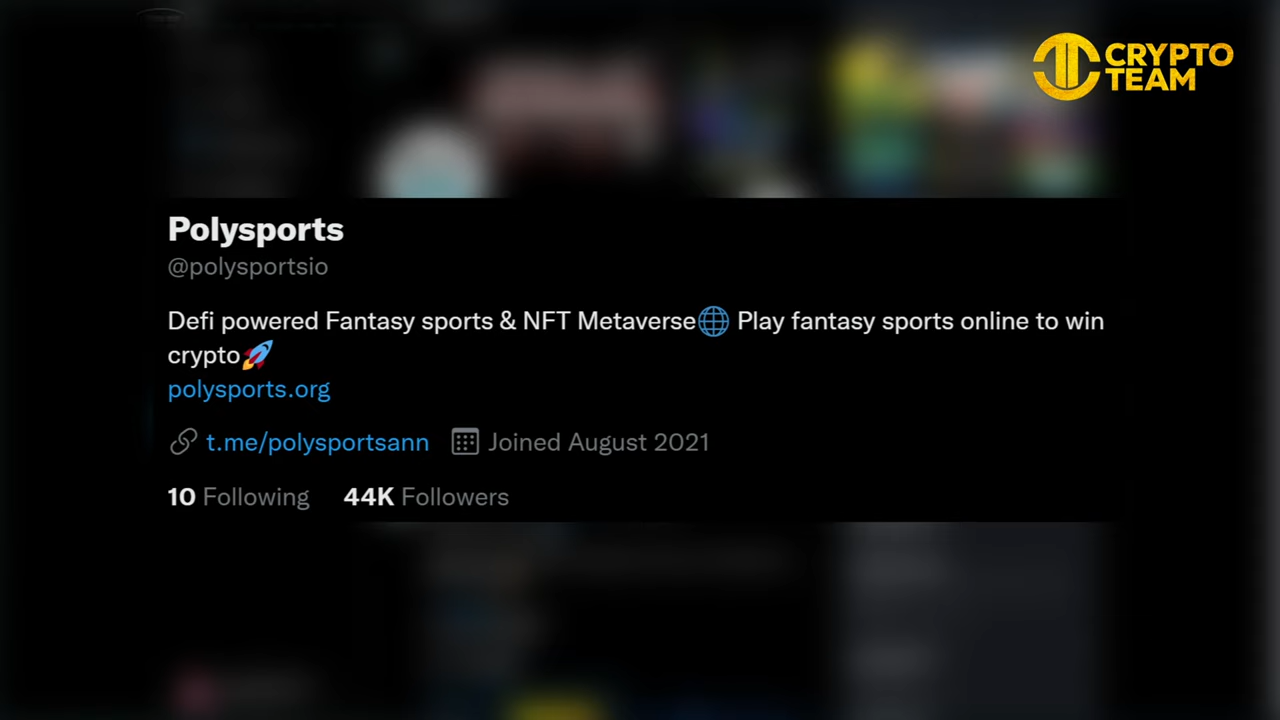 CRYPTO
TEAM
Polysports
@polysportsio
Defi powered Fantasy sports & NFT Metaverse🌐 Play fantasy sports online to win
crypto🚀
polysports.org
t.me/polysportsann Joined August 2021
10 Following 44K Followers